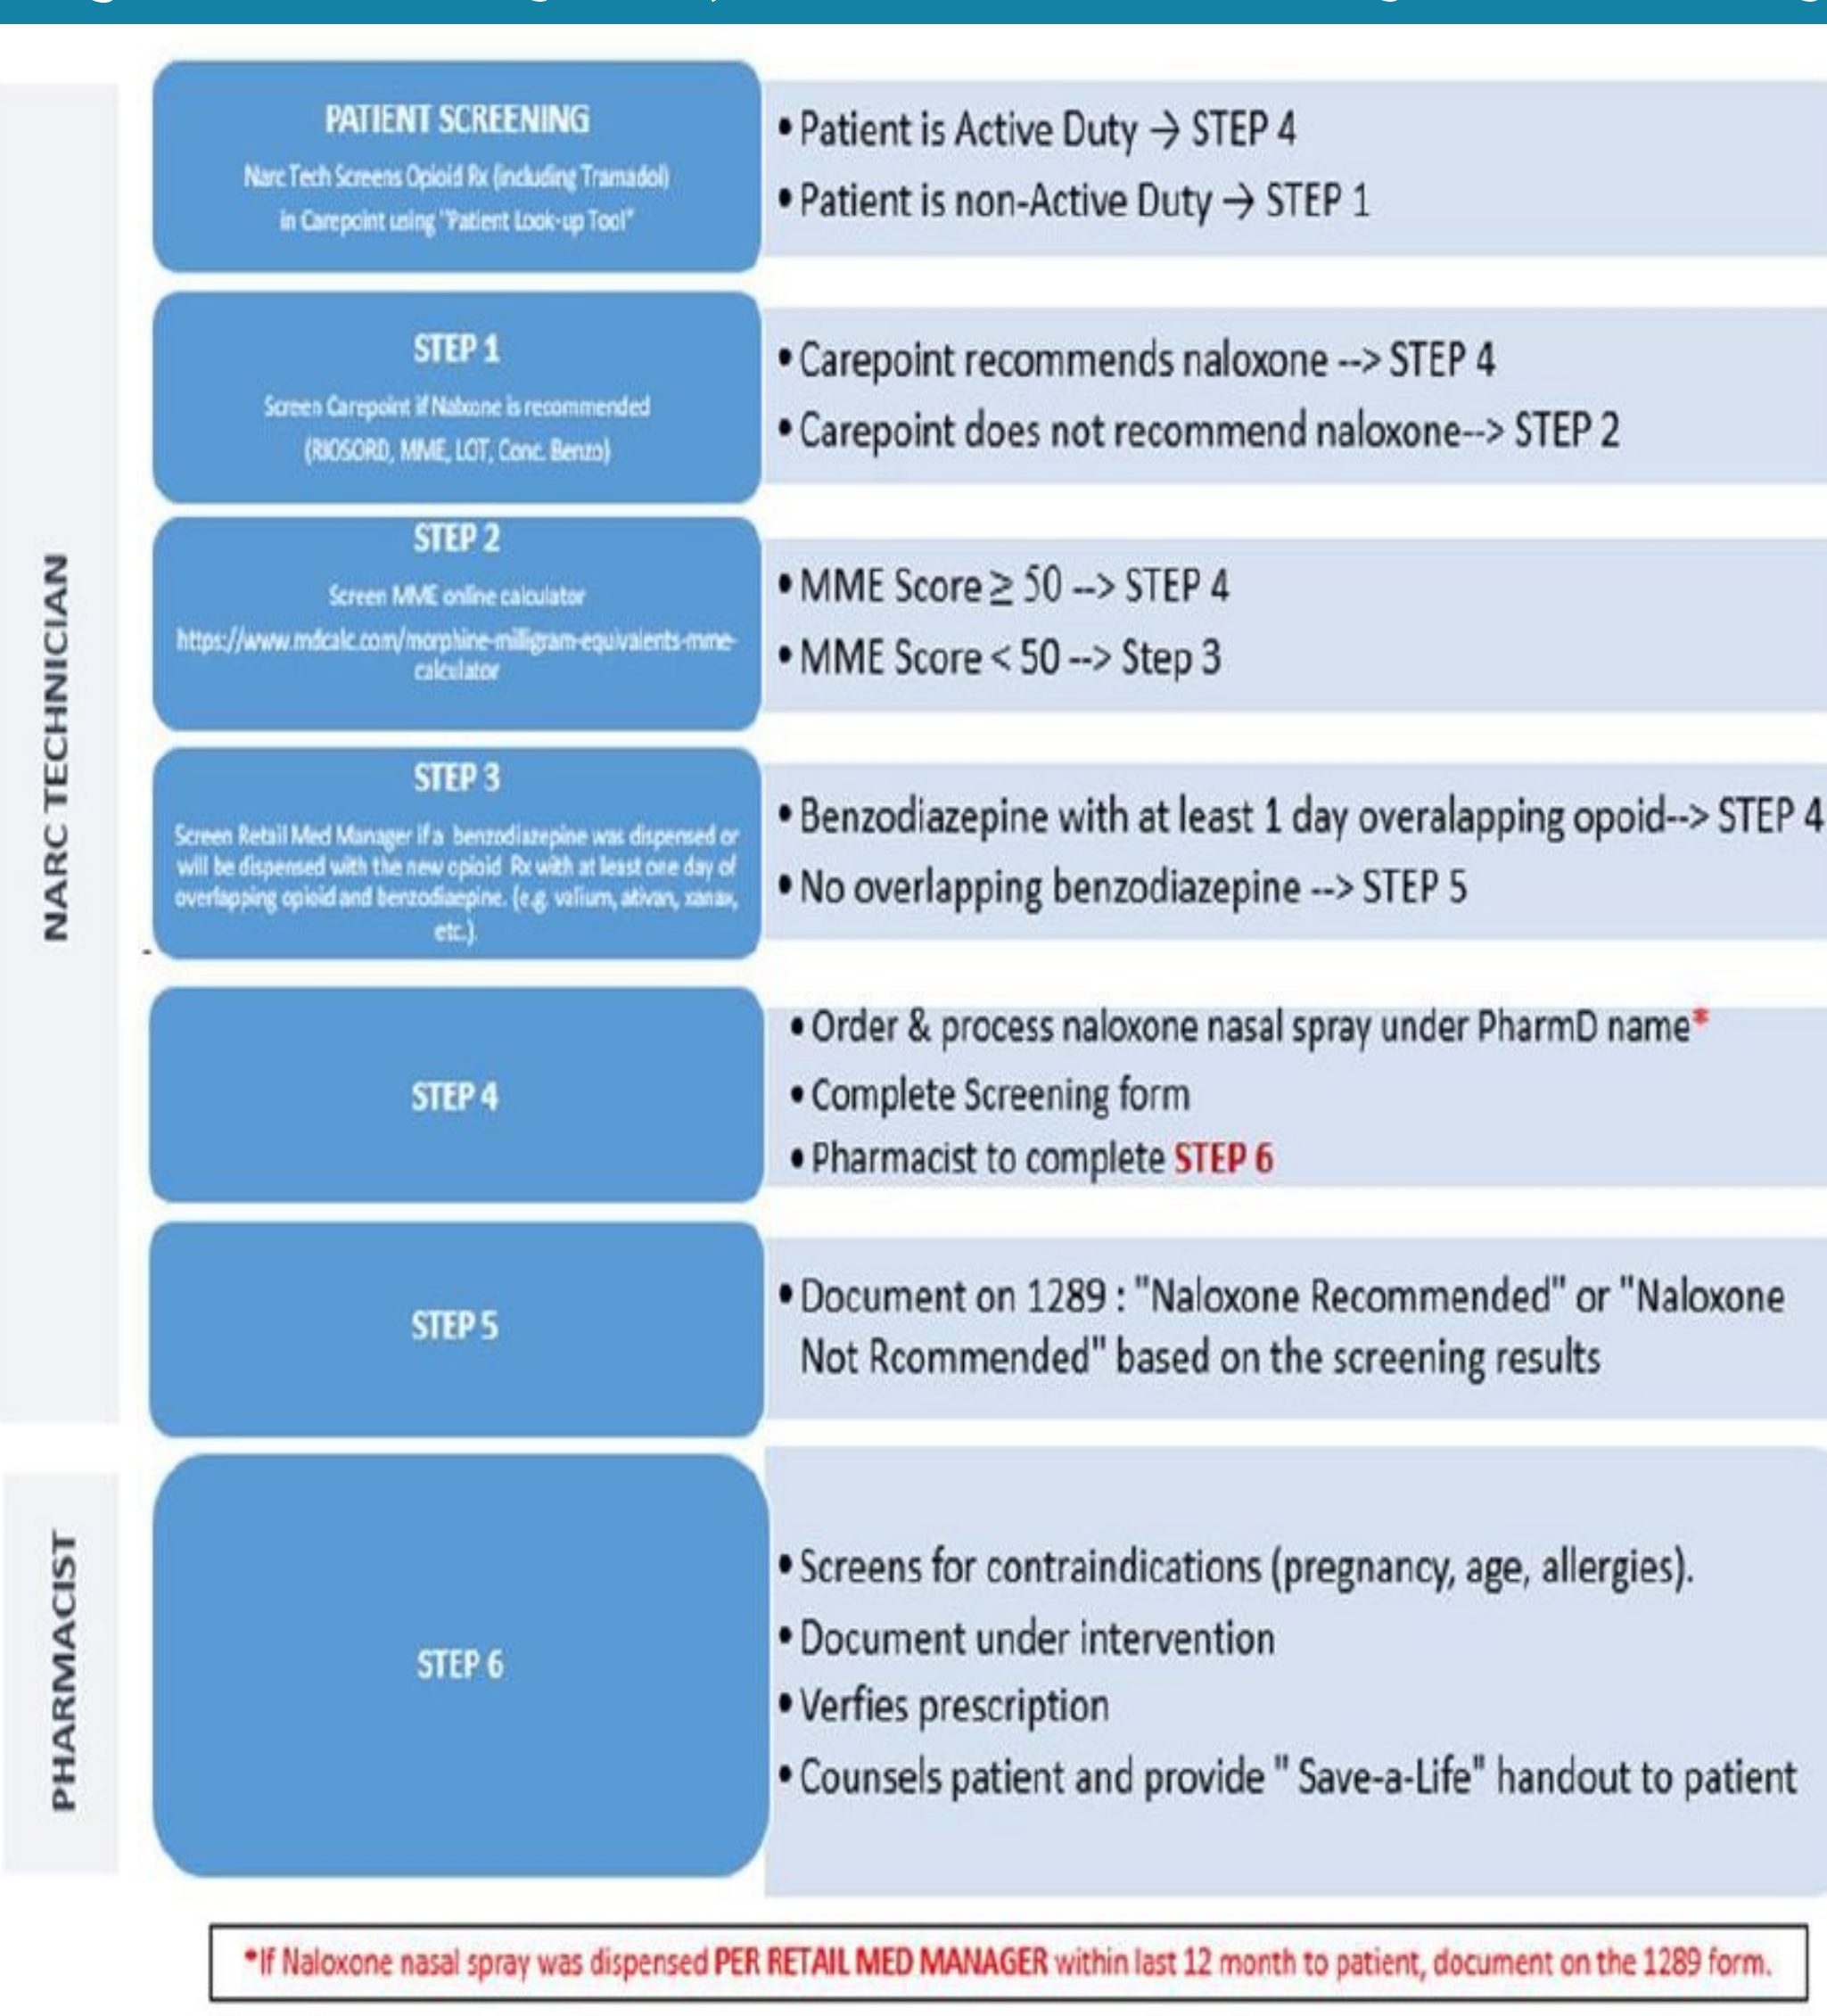 NARC TECHNICIAN
PATIENT SCREENING
Narc Tech Screens Opioid Rx (including Tramadol)
in Carepoint using "Patient Look-up Tool"
• Patient is Active Duty → STEP 4
• Patient is non-Active Duty → STEP 1
STEP 1
Screen Carepoint if Nalxone is recommended
(RIOSORD, MME, LOT, Conc. Benzo)
• Carepoint recommends naloxone --> STEP 4
• Carepoint does not recommend naloxone--> STEP 2
STEP 2
Screen MME online calculator
https://www.mdcalc.com/morphine-milligram-equivalents-mme-
calculator
• MME Score ≥ 50 --> STEP 4
• MME Score < 50 --> Step 3
STEP 3
Screen Retail Med Manager if a benzodiazepine was dispensed or
will be dispensed with the new opioid Rx with at least one day of
overlapping opioid and benzodiaepine. (e.g. valium, ativan, xanax,
etc.).
• Benzodiazepine with at least 1 day overalapping opoid--> STEP 4
• No overlapping benzodiazepine --> STEP 5
STEP 4
• Order & process naloxone nasal spray under PharmD name*
• Complete Screening form
• Pharmacist to complete STEP 6
STEP 5
• Document on 1289 : "Naloxone Recommended" or "Naloxone
Not Rcommended" based on the screening results
PHARMACIST
STEP 6
• Screens for contraindications (pregnancy, age, allergies).
• Document under intervention
• Verfies prescription
• Counsels patient and provide " Save-a-Life" handout to patient
*If Naloxone nasal spray was dispensed PER RETAIL MED MANAGER within last 12 month to patient, document on the 1289 form.